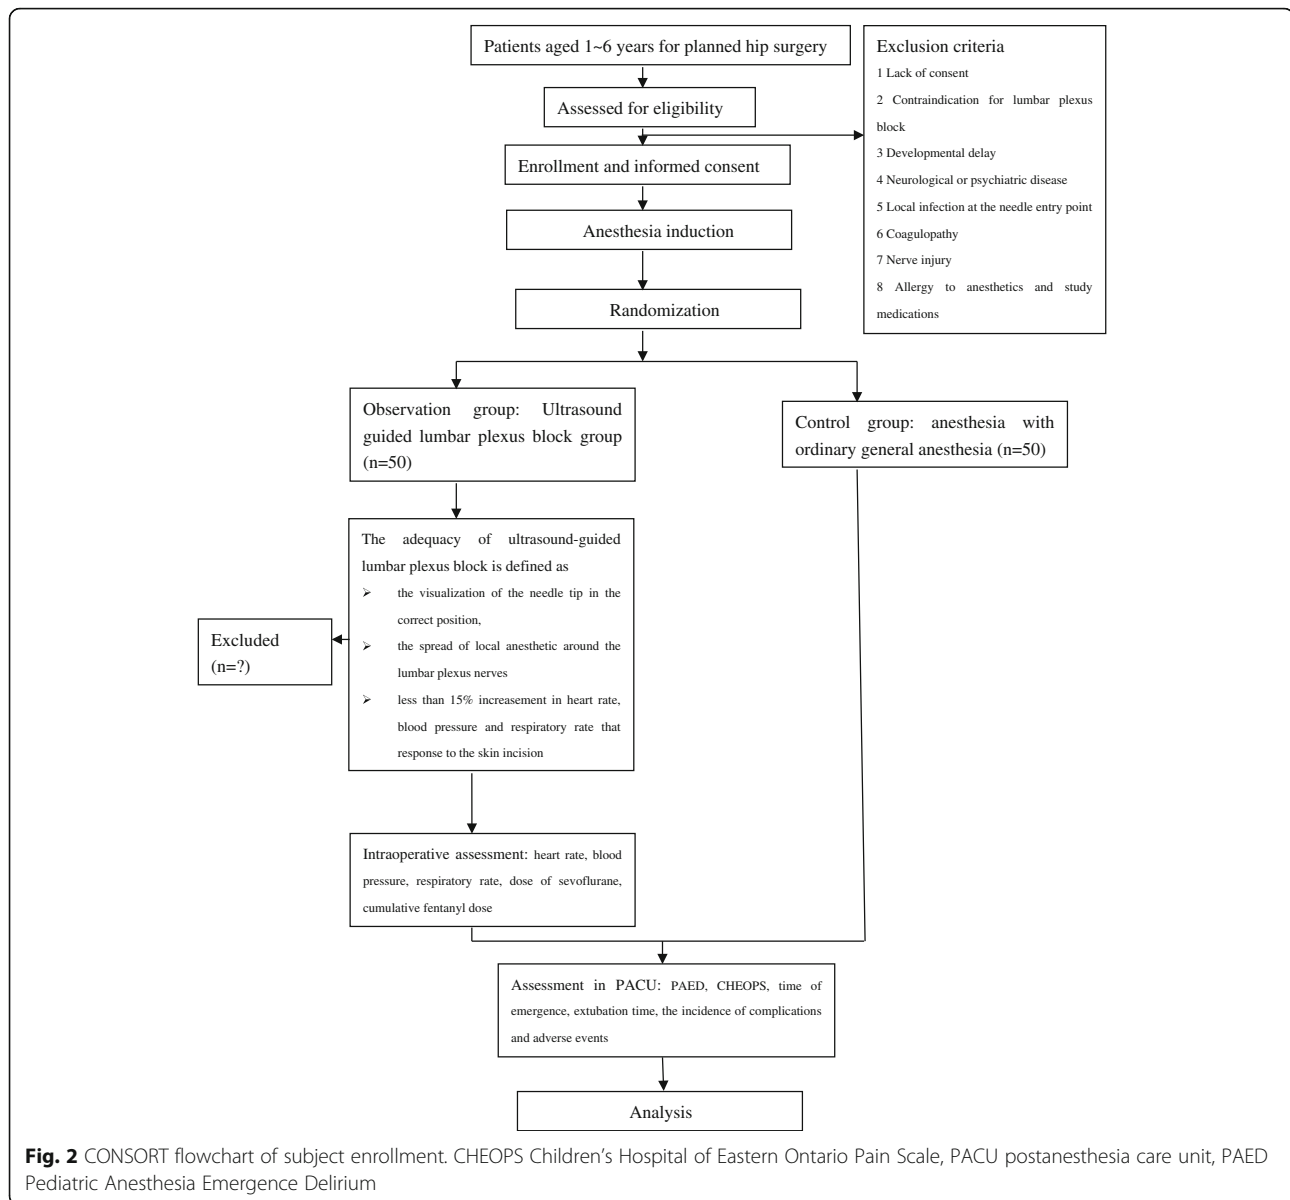 Patients aged 1~6 years for planned hip surgery
Assessed for eligibility
Exclusion criteria
1 Lack of consent
2 Contraindication for lumbar plexus
block
3 Developmental delay
4 Neurological or psychiatric disease
5 Local infection at the needle entry point
6 Coagulopathy
7 Nerve injury
8 Allergy to anesthetics and study
medications
Enrollment and informed consent
Anesthesia induction
Randomization
Observation group: Ultrasound
guided lumbar plexus block group
(n=50)
Control group: anesthesia with
ordinary general anesthesia (n=50)
The adequacy of ultrasound-guided
lumbar plexus block is defined as
➢ the visualization of the needle tip in the
correct position,
➢ the spread of local anesthetic around the
lumbar plexus nerves
➢ less than 15% increasement in heart rate,
blood pressure and respiratory rate that
response to the skin incision
Excluded
(n=?)
Intraoperative assessment: heart rate, blood
pressure, respiratory rate, dose of sevoflurane,
cumulative fentanyl dose
Assessment in PACU: PAED, CHEOPS, time of
emergence, extubation time, the incidence of complications
and adverse events
Analysis
Fig. 2 CONSORT flowchart of subject enrollment. CHEOPS Children's Hospital of Eastern Ontario Pain Scale, PACU postanesthesia care unit, PAED
Pediatric Anesthesia Emergence Delirium